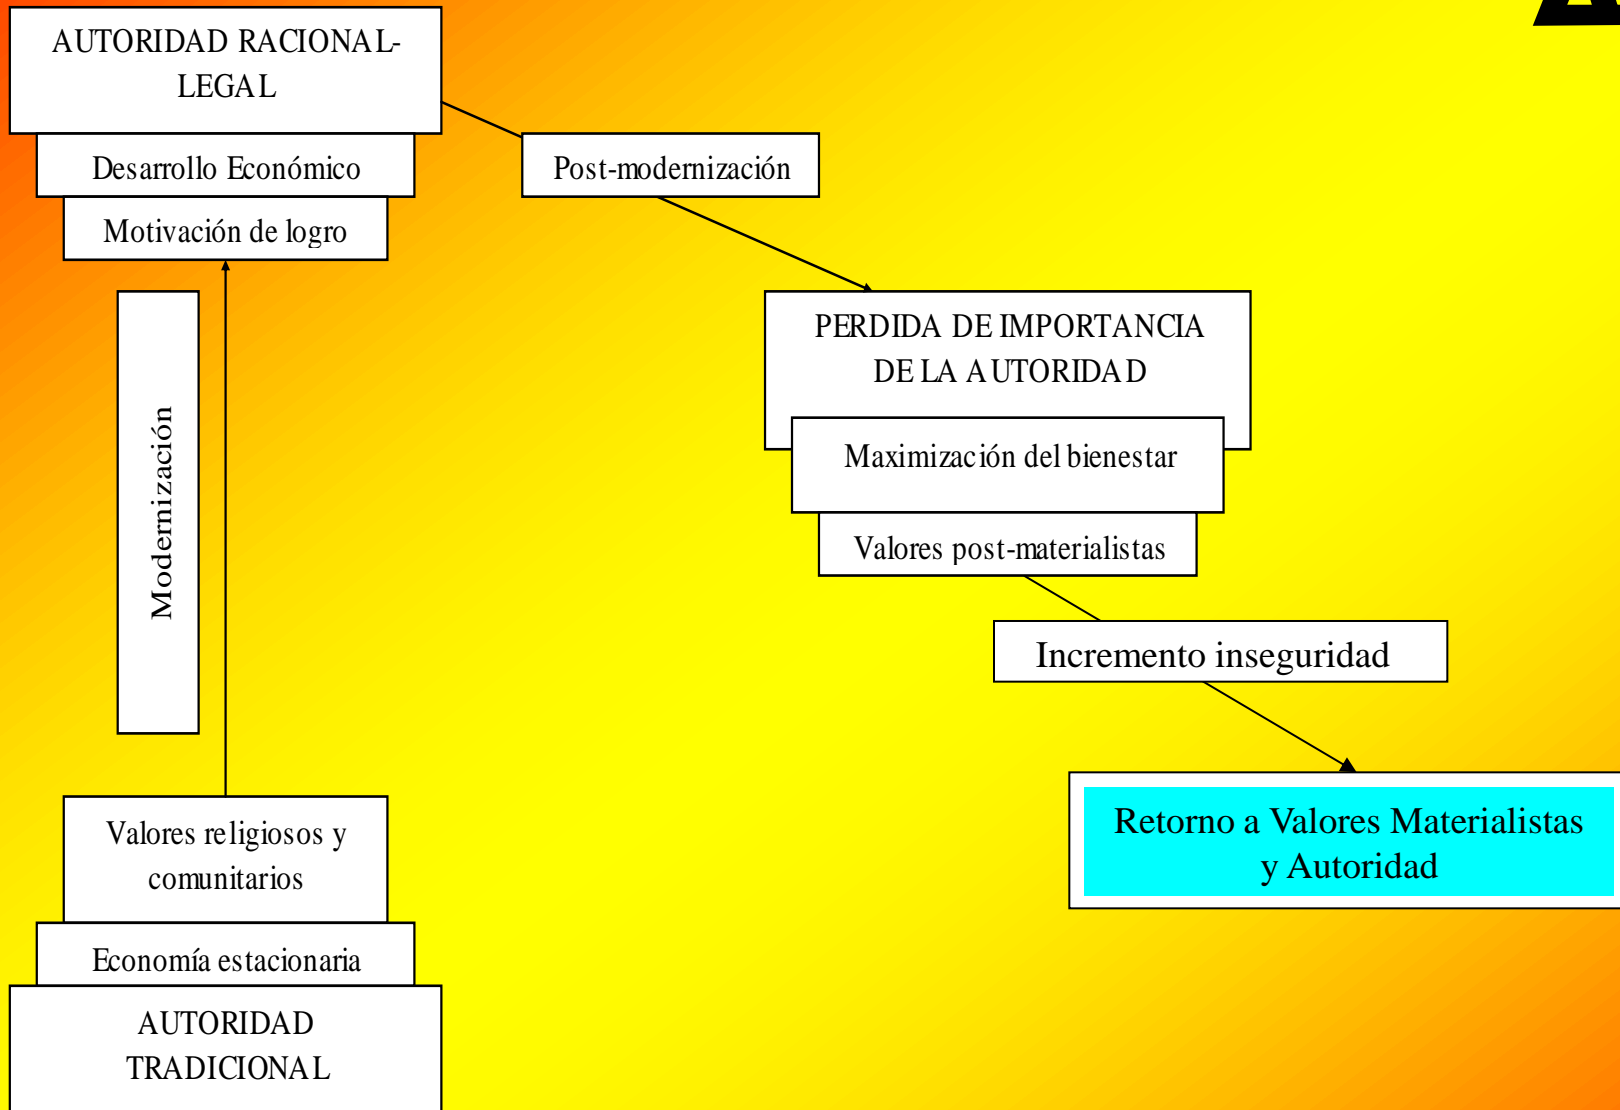 AUTORIDAD RACIONAL-
LEGAL
Desarrollo Económico
Motivación de logro
Post-modernización
Modernización
PERDIDA DE IMPORTANCIA
DE LA AUTORIDAD
Maximización del bienestar
Valores post-materialistas
Incremento inseguridad
Retorno a Valores Materialistas
y Autoridad
Valores religiosos y
comunitarios
Economía estacionaria
AUTORIDAD
TRADICIONAL